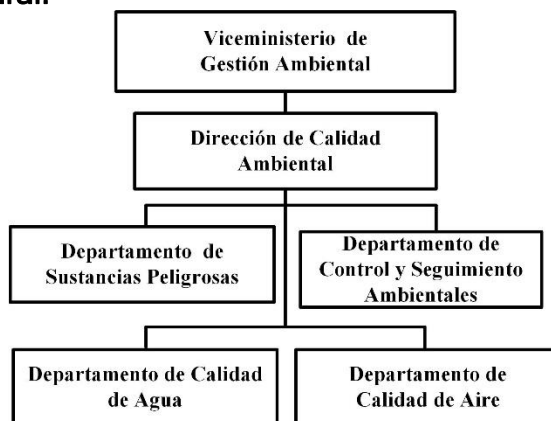 Viceministerio de
Gestión Ambiental
Dirección de Calidad
Ambiental
Departamento de
Sustancias Peligrosas
Departamento de
Control y Seguimiento
Ambientales
Departamento de Calidad
de Agua
Departamento de
Calidad de Aire